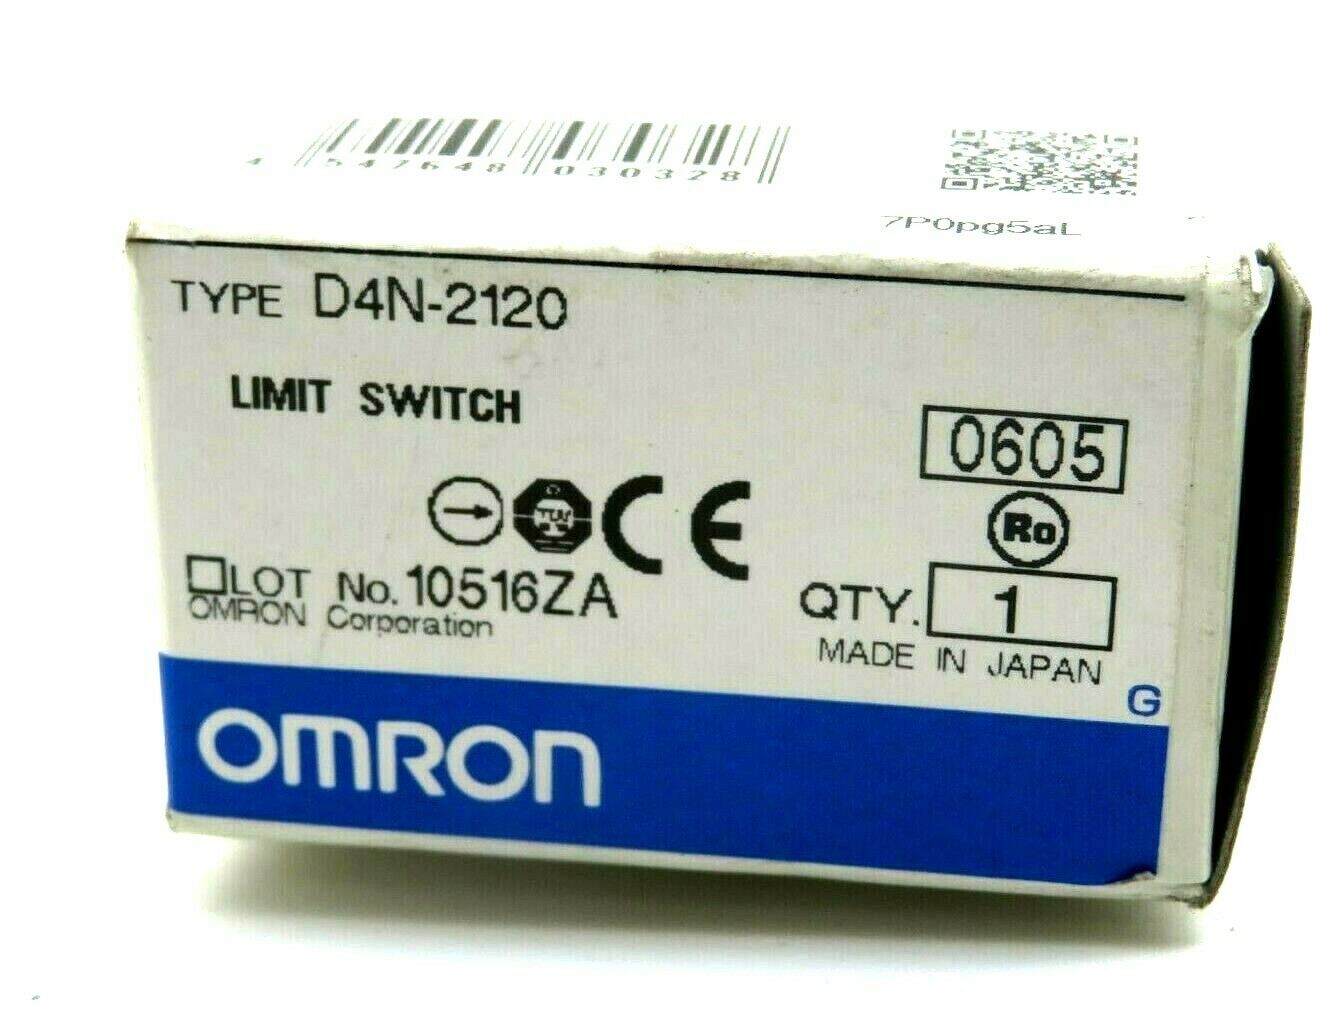 4 547648 030328
7P0pg5aL
TYPE D4N-2120
LIMIT SWITCH
0605
TÜV
CE
Ro
LOT No. 10516ZA
QTY. 1
OMRON Corporation
MADE IN JAPAN
G
OMRON